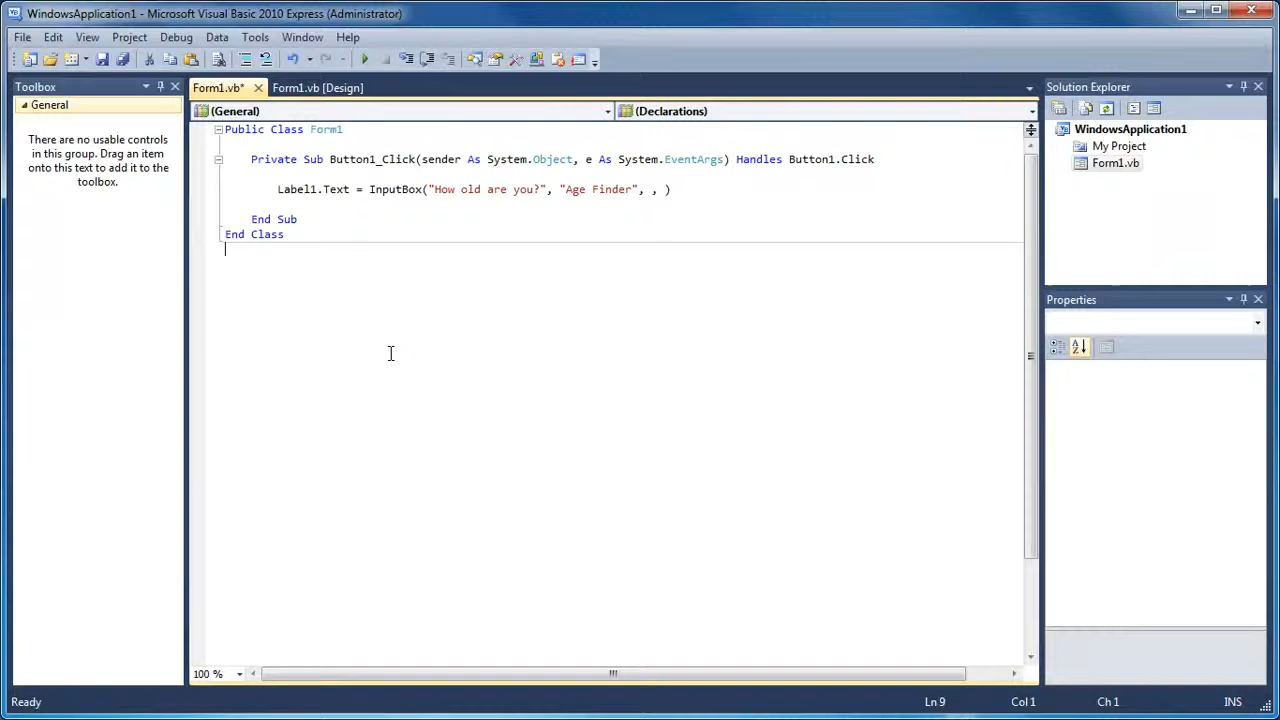 WindowsApplication1 - Microsoft Visual Basic 2010 Express (Administrator)
File Edit View Project Debug Data Tools Window Help
Toolbox
General
There are no usable controls
in this group. Drag an item
onto this text to add it to the
toolbox.
Form1.vb* Form1.vb [Design]
(General) (Declarations)
Public Class Form1
Private Sub Button1_Click(sender As System.Object, e As System.EventArgs) Handles Button1.Click
Label1.Text = InputBox("How old are you?", "Age Finder", , )
End Sub
End Class
100 %
Solution Explorer
WindowsApplication1
My Project
Form1.vb
Properties
Ready Ln 9 Col 1 Ch 1 INS